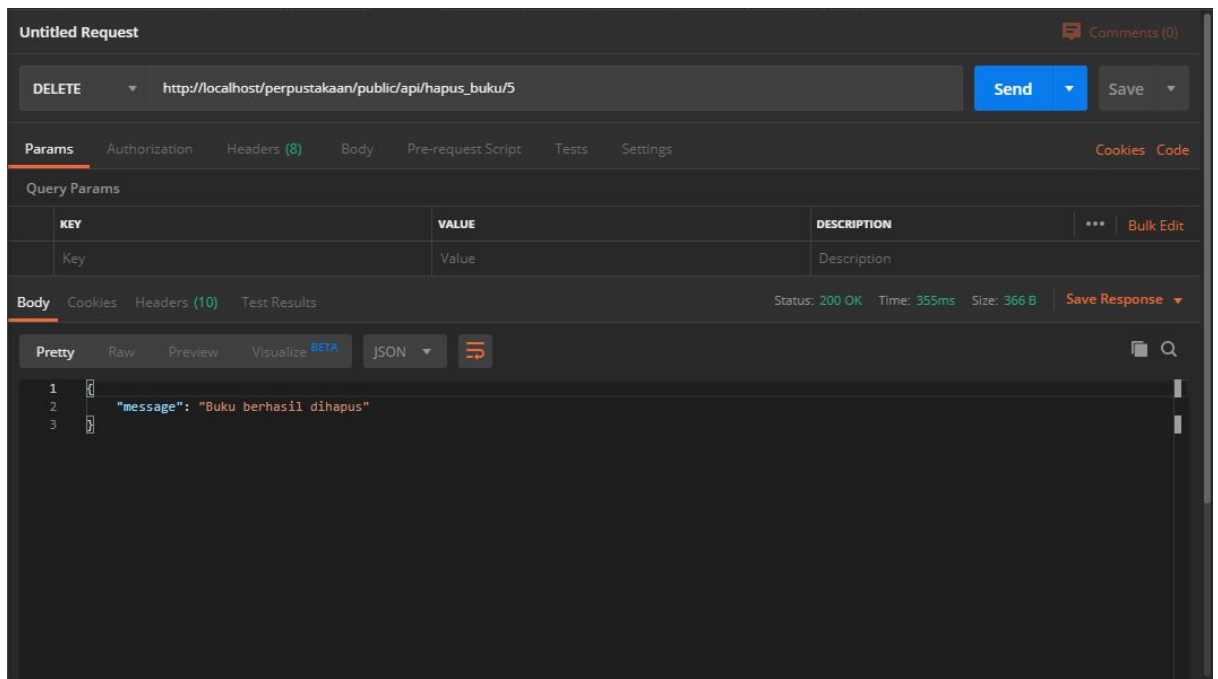 Untitled Request Comments (0)
DELETE http://localhost/perpustakaan/public/api/hapus_buku/5 Send Save
Params Authorization Headers (8) Body Pre-request Script Tests Settings Cookies Code
Query Params
KEY VALUE DESCRIPTION ••• Bulk Edit
Key Value Description
Body Cookies Headers (10) Test Results Status: 200 OK Time: 355ms Size: 366 B Save Response
Pretty Raw Preview Visualize BETA JSON
1 {
2 "message": "Buku berhasil dihapus"
3 }